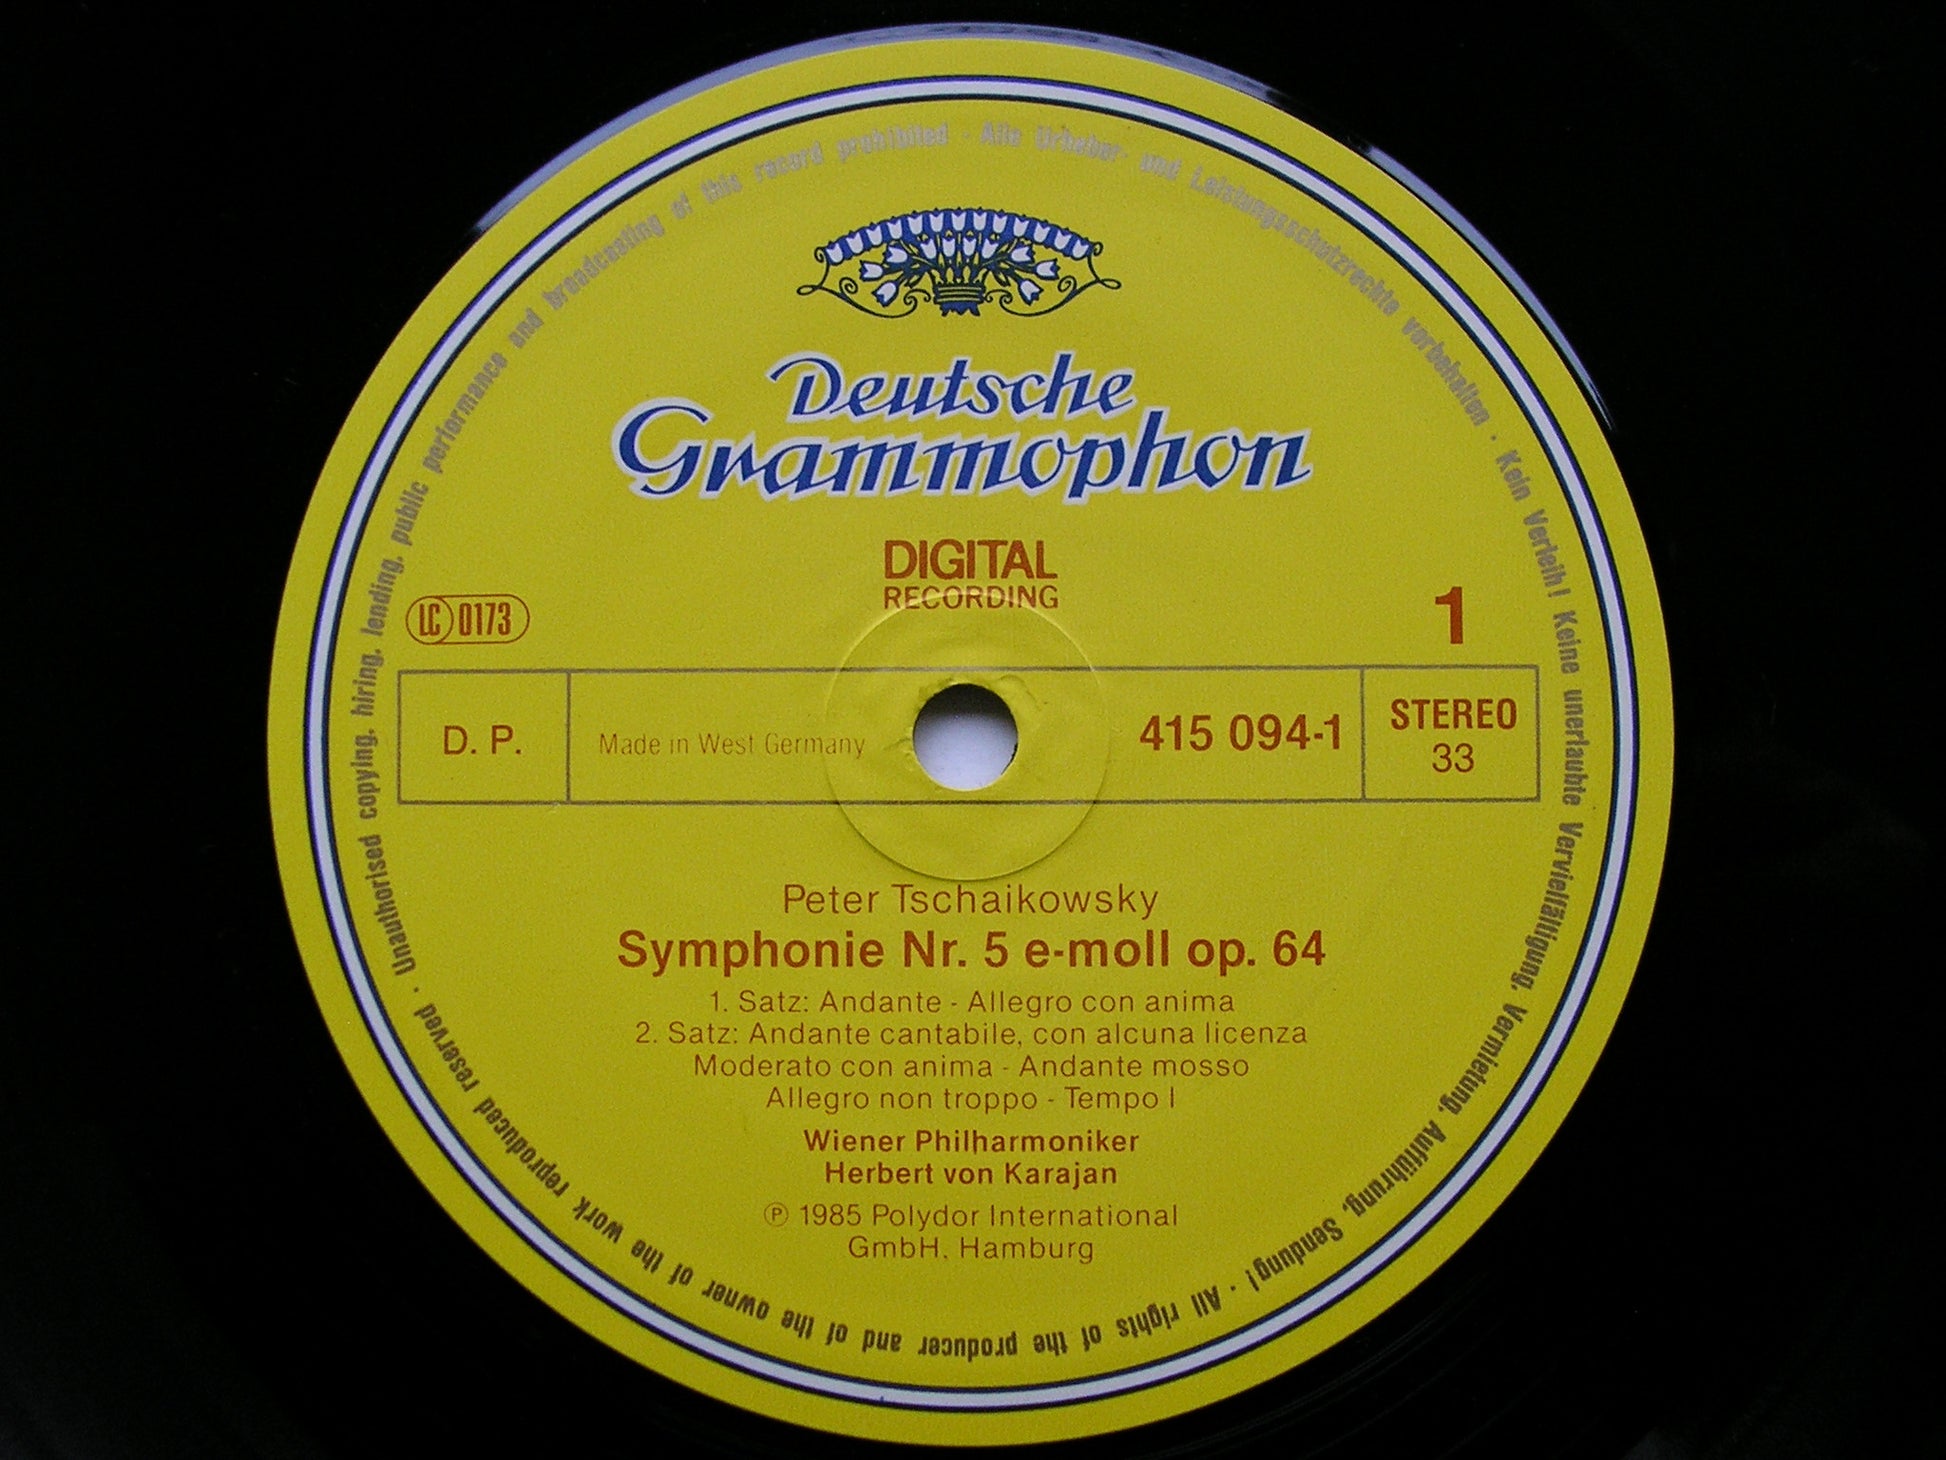 Deutsche
Grammophon
DIGITAL
RECORDING
LC 0173
1
D. P.
Made in West Germany
415 094-1
STEREO
33
Peter Tschaikowsky
Symphonie Nr. 5 e-moll op. 64
1. Satz: Andante - Allegro con anima
2. Satz: Andante cantabile, con alcuna licenza
Moderato con anima - Andante mosso
Allegro non troppo - Tempo I
Wiener Philharmoniker
Herbert von Karajan
℗ 1985 Polydor International
GmbH. Hamburg
Alle Urheber- und Leistungsschutzrechte vorbehalten · Kein Verleih! Keine unerlaubte Vervielfältigung, Vermietung, Aufführung, Sendung! · All rights of the producer and of the owner of the work reproduced reserved · Unauthorised copying, hiring, lending, public performance and broadcasting of this record prohibited ·